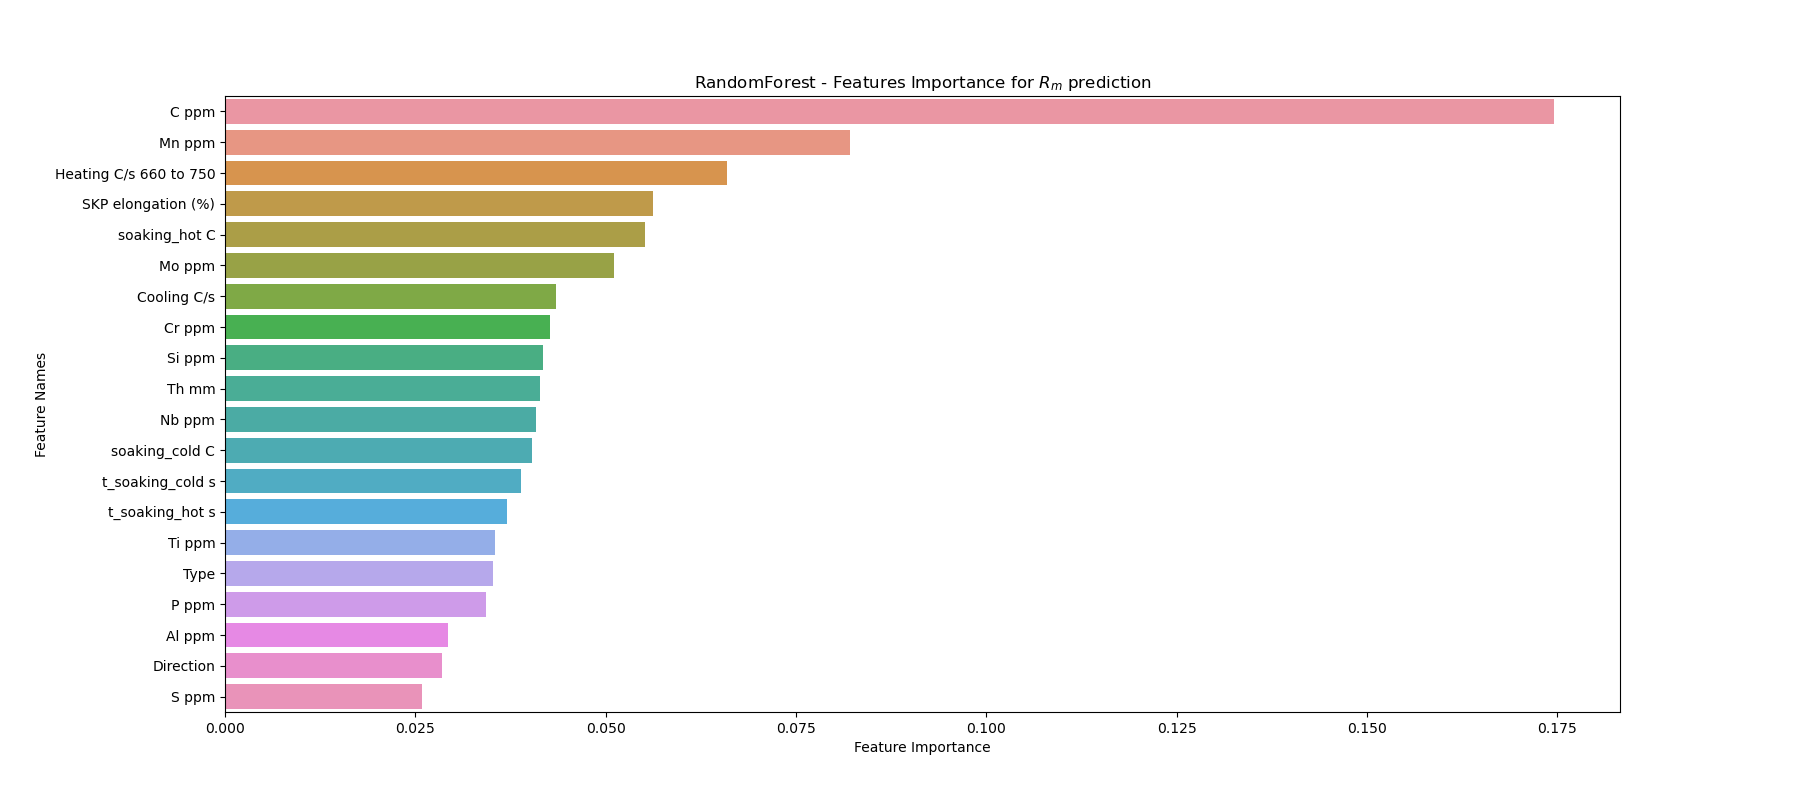 RandomForest - Features Importance for Rm prediction
C ppm
Mn ppm
Heating C/s 660 to 750
SKP elongation (%)
soaking_hot C
Mo ppm
Cooling C/s
Cr ppm
Si ppm
Th mm
Nb ppm
soaking_cold C
t_soaking_cold s
t_soaking_hot s
Ti ppm
Type
P ppm
Al ppm
Direction
S ppm
Feature Names
0.000 0.025 0.050 0.075 0.100 0.125 0.150 0.175
Feature Importance